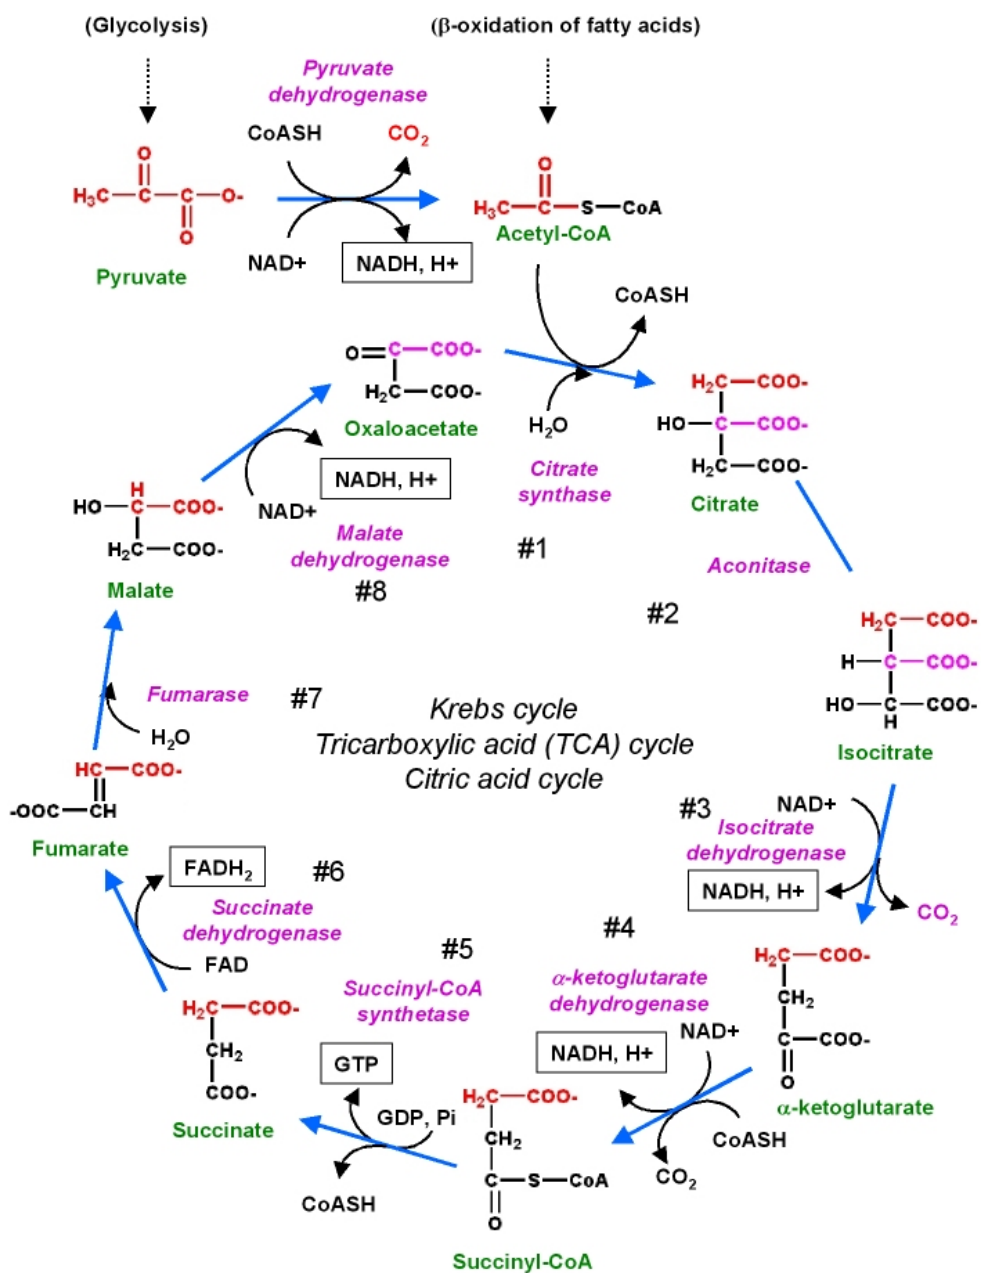 (Glycolysis)
(β-oxidation of fatty acids)
Pyruvate
dehydrogenase
CoASH
CO2
O
H3C—C—C—O-
O
Pyruvate
NAD+
NADH, H+
O
H3C—C—S—CoA
Acetyl-CoA
CoASH
O=C—COO-
H2C—COO-
Oxaloacetate
H2O
Citrate
synthase
#1
H2C—COO-
HO—C—COO-
H2C—COO-
Citrate
Aconitase
#2
H2C—COO-
H—C—COO-
HO—C—COO-
H
Isocitrate
#3
NAD+
Isocitrate
dehydrogenase
NADH, H+
CO2
#4
α-ketoglutarate
dehydrogenase
H2C—COO-
CH2
C—COO-
O
α-ketoglutarate
NAD+
NADH, H+
CoASH
CO2
#5
Succinyl-CoA
synthetase
H2C—COO-
CH2
C—S—CoA
O
Succinyl-CoA
GTP
GDP, Pi
CoASH
H2C—COO-
CH2
COO-
Succinate
#6
FADH2
Succinate
dehydrogenase
FAD
HC—COO-
-OOC—CH
Fumarate
#7
Fumarase
H2O
H
HO—C—COO-
H2C—COO-
Malate
NADH, H+
NAD+
Malate
dehydrogenase
#8
Krebs cycle
Tricarboxylic acid (TCA) cycle
Citric acid cycle